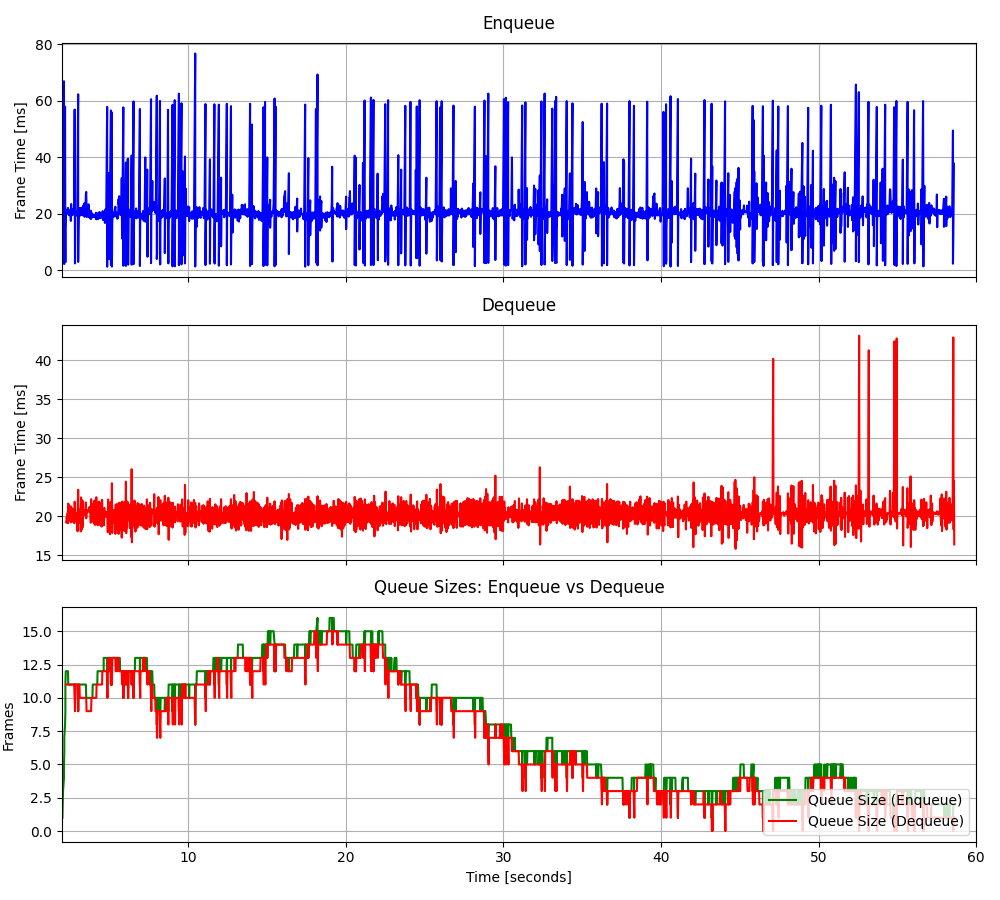 Enqueue
80
60
40
20
0
Frame Time [ms]
Dequeue
40
35
30
25
20
15
Frame Time [ms]
Queue Sizes: Enqueue vs Dequeue
15.0
12.5
10.0
7.5
5.0
2.5
0.0
Frames
Queue Size (Enqueue)
Queue Size (Dequeue)
10 20 30 40 50 60
Time [seconds]